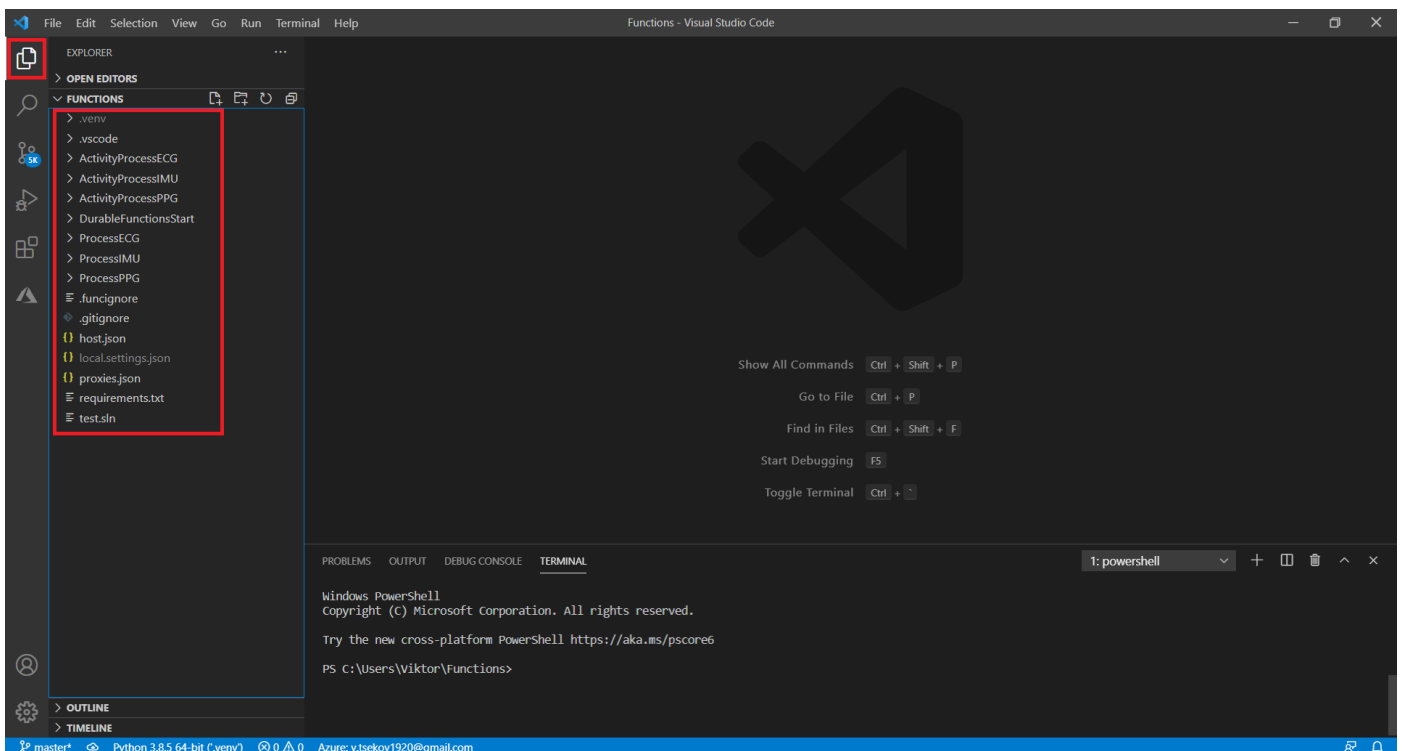 File Edit Selection View Go Run Terminal Help Functions - Visual Studio Code
EXPLORER
OPEN EDITORS
FUNCTIONS
.venv
.vscode
ActivityProcessECG
ActivityProcessIMU
ActivityProcessPPG
DurableFunctionsStart
ProcessECG
ProcessIMU
ProcessPPG
.funcignore
.gitignore
{} host.json
{} local.settings.json
{} proxies.json
requirements.txt
test.sln
OUTLINE
TIMELINE
5K
Show All Commands Ctrl + Shift + P
Go to File Ctrl + P
Find in Files Ctrl + Shift + F
Start Debugging F5
Toggle Terminal Ctrl + `
PROBLEMS OUTPUT DEBUG CONSOLE TERMINAL 1: powershell
Windows PowerShell
Copyright (C) Microsoft Corporation. All rights reserved.
Try the new cross-platform PowerShell https://aka.ms/pscore6
PS C:\Users\Viktor\Functions>
master* Python 3.8.5 64-bit ('.venv') 0 0 Azure: v.tsekov1920@gmail.com